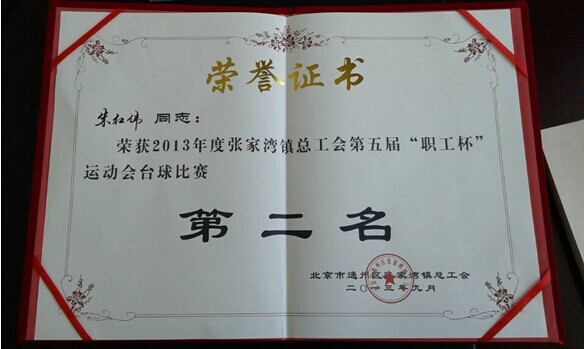 荣誉证书
朱红伟 同志：
荣获2013年度张家湾镇总工会第五届“职工杯”
运动会台球比赛
第二名
北京市通州区张家湾镇总工会
二〇一三年九月